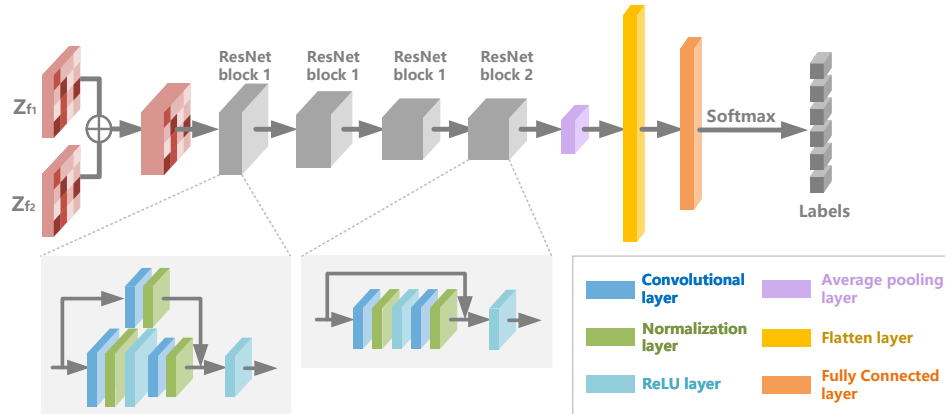 ResNet
block 1
ResNet
block 1
ResNet
block 1
ResNet
block 2
Zf1
Zf2
Softmax
Labels
Convolutional
layer
Normalization
layer
ReLU layer
Average pooling
layer
Flatten layer
Fully Connected
layer